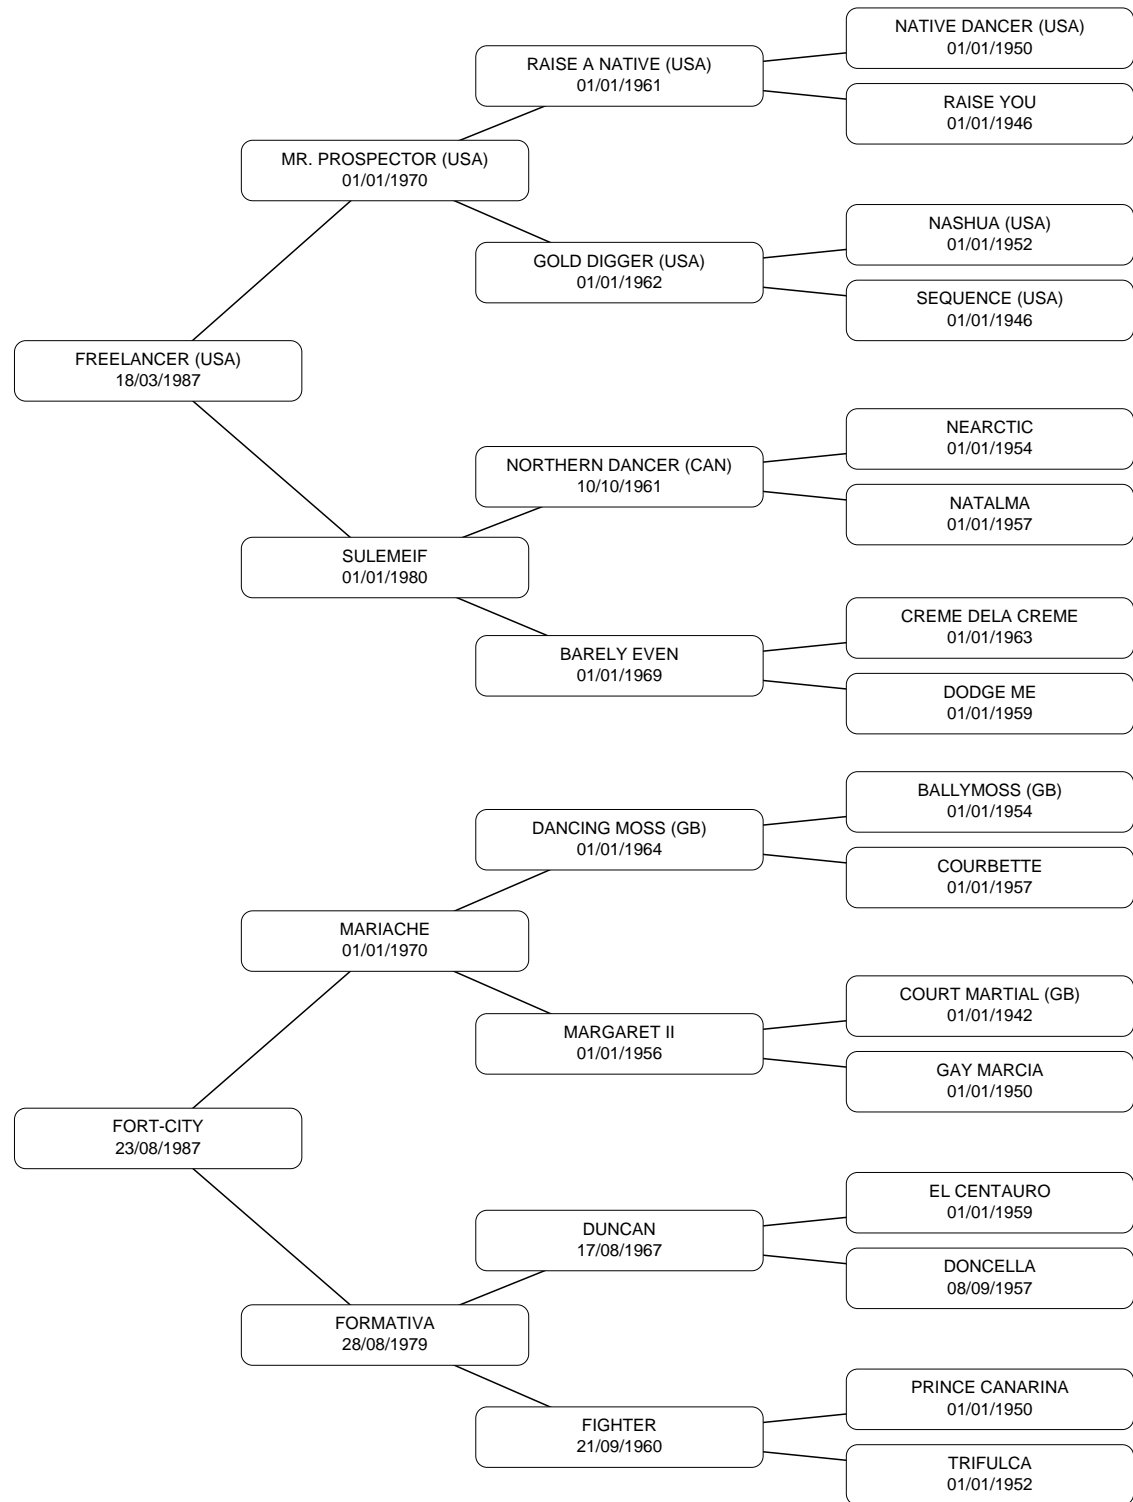 NATIVE DANCER (USA)
01/01/1950
RAISE A NATIVE (USA)
01/01/1961
RAISE YOU
01/01/1946
MR. PROSPECTOR (USA)
01/01/1970
NASHUA (USA)
01/01/1952
GOLD DIGGER (USA)
01/01/1962
SEQUENCE (USA)
01/01/1946
FREELANCER (USA)
18/03/1987
NEARCTIC
01/01/1954
NORTHERN DANCER (CAN)
10/10/1961
NATALMA
01/01/1957
SULEMEIF
01/01/1980
CREME DELA CREME
01/01/1963
BARELY EVEN
01/01/1969
DODGE ME
01/01/1959
BALLYMOSS (GB)
01/01/1954
DANCING MOSS (GB)
01/01/1964
COURBETTE
01/01/1957
MARIACHE
01/01/1970
COURT MARTIAL (GB)
01/01/1942
MARGARET II
01/01/1956
GAY MARCIA
01/01/1950
FORT-CITY
23/08/1987
EL CENTAURO
01/01/1959
DUNCAN
17/08/1967
DONCELLA
08/09/1957
FORMATIVA
28/08/1979
PRINCE CANARINA
01/01/1950
FIGHTER
21/09/1960
TRIFULCA
01/01/1952